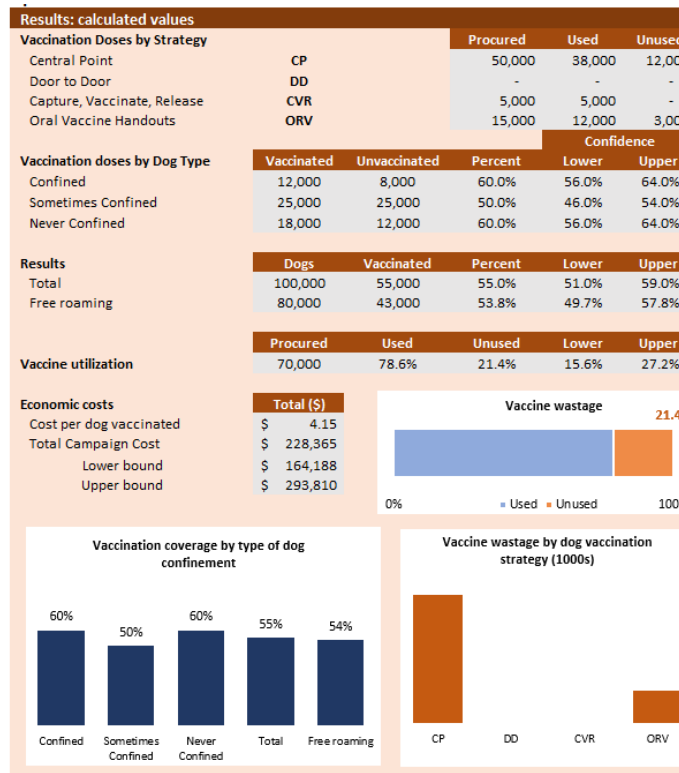 Results: calculated values
Vaccination Doses by Strategy Procured Used Unused
Central Point CP 50,000 38,000 12,00
Door to Door DD - - -
Capture, Vaccinate, Release CVR 5,000 5,000 -
Oral Vaccine Handouts ORV 15,000 12,000 3,00
Confidence
Vaccination doses by Dog Type Vaccinated Unvaccinated Percent Lower Upper
Confined 12,000 8,000 60.0% 56.0% 64.0%
Sometimes Confined 25,000 25,000 50.0% 46.0% 54.0%
Never Confined 18,000 12,000 60.0% 56.0% 64.0%
Results Dogs Vaccinated Percent Lower Upper
Total 100,000 55,000 55.0% 51.0% 59.0%
Free roaming 80,000 43,000 53.8% 49.7% 57.8%
Procured Used Unused Lower Upper
Vaccine utilization 70,000 78.6% 21.4% 15.6% 27.2%
Economic costs Total ($)
Cost per dog vaccinated $ 4.15
Total Campaign Cost $ 228,365
Lower bound $ 164,188
Upper bound $ 293,810
Vaccine wastage
21.4
0% Used Unused 100
Vaccination coverage by type of dog
confinement
60% 50% 60% 55% 54%
Confined Sometimes Never Total Free roaming
Confined Confined
Vaccine wastage by dog vaccination
strategy (1000s)
CP DD CVR ORV